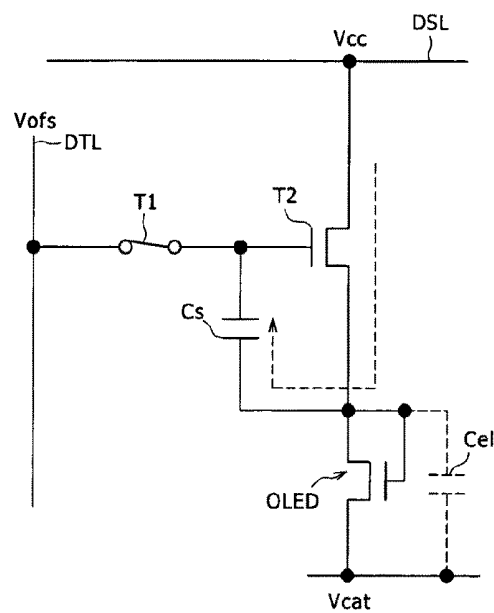 DSL
Vcc
Vofs
DTL
T1
T2
Cs
Cel
OLED
Vcat